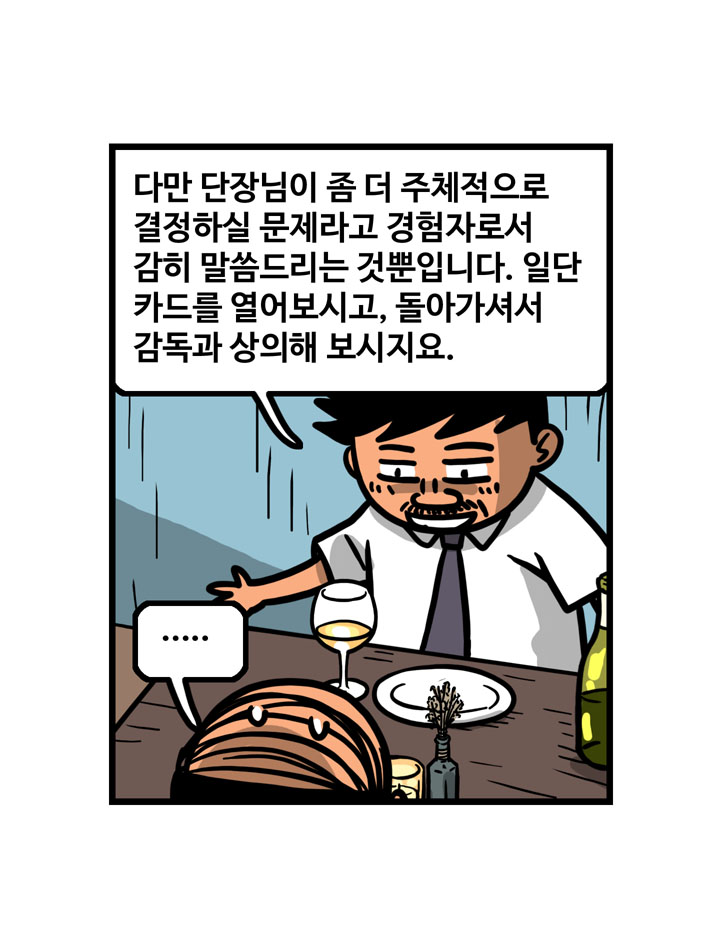 다만 단장님이 좀 더 주체적으로
결정하실 문제라고 경험자로서
감히 말씀드리는 것뿐입니다. 일단
카드를 열어보시고, 돌아가셔서
감독과 상의해 보시지요.
·····